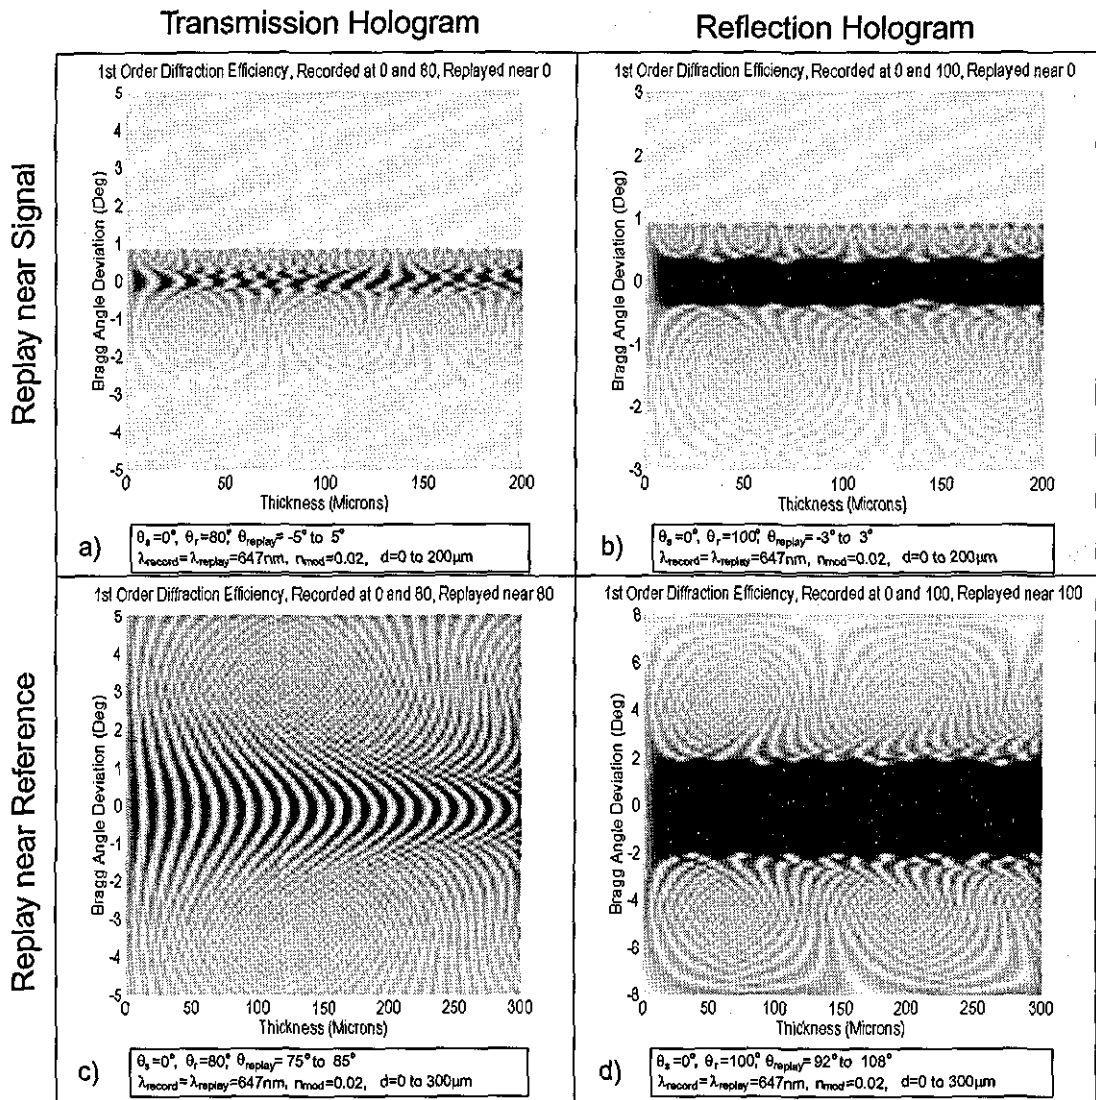 Transmission Hologram
Reflection Hologram
Replay near Signal
1st Order Diffraction Efficiency, Recorded at 0 and 80, Replayed near 0
5
4
3
2
1
0
-1
-2
-3
-4
-5
Bragg Angle Deviation (Deg)
0
50
100
150
200
Thickness (Microns)
a)
θs=0°, θr=80° θreplay= -5° to 5°
λrecord=λreplay=647nm, nmod=0.02, d=0 to 200μm
1st Order Diffraction Efficiency, Recorded at 0 and 100, Replayed near 0
3
2
1
0
-1
-2
-3
Bragg Angle Deviation (Deg)
0
50
100
150
200
Thickness (Microns)
b)
θs=0°, θr=100° θreplay= -3° to 3°
λrecord=λreplay=647nm, nmod=0.02, d=0 to 200μm
Replay near Reference
1st Order Diffraction Efficiency, Recorded at 0 and 80, Replayed near 80
5
4
3
2
1
0
-1
-2
-3
-4
-5
Bragg Angle Deviation (Deg)
0
50
100
150
200
250
300
Thickness (Microns)
c)
θs=0°, θr=80° θreplay= 75° to 85°
λrecord=λreplay=647nm, nmod=0.02, d=0 to 300μm
1st Order Diffraction Efficiency, Recorded at 0 and 100, Replayed near 100
8
6
4
2
0
-2
-4
-6
-8
Bragg Angle Deviation (Deg)
0
50
100
150
200
250
300
Thickness (Microns)
d)
θs=0°, θr=100° θreplay= 92° to 108°
λrecord=λreplay=647nm, nmod=0.02, d=0 to 300μm